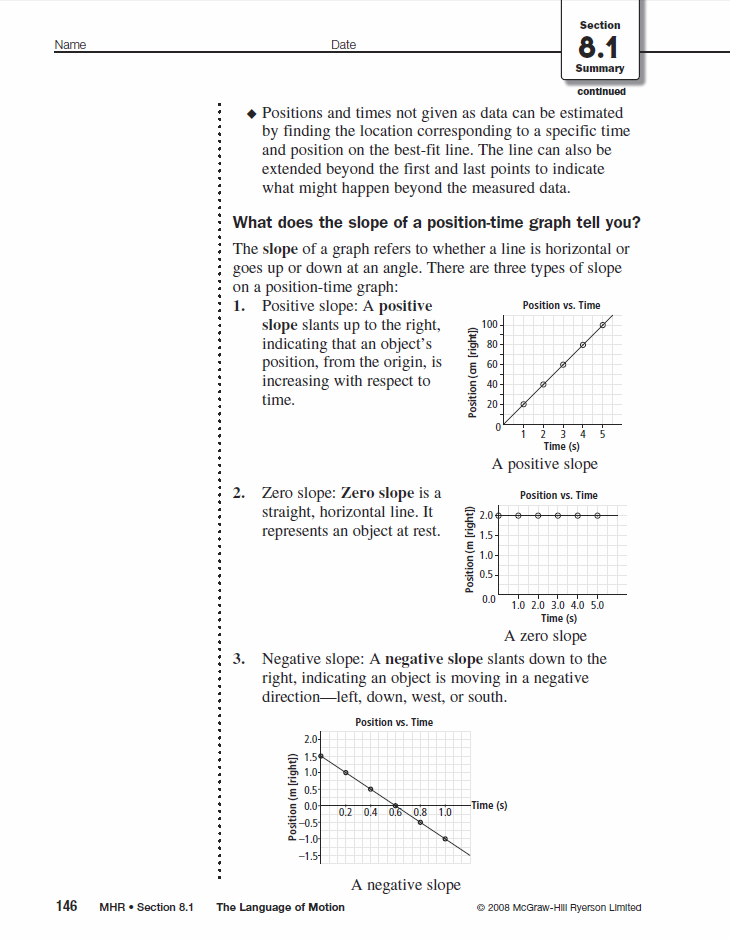 Section
Name Date 8.1
Summary
continued
◆ Positions and times not given as data can be estimated
by finding the location corresponding to a specific time
and position on the best-fit line. The line can also be
extended beyond the first and last points to indicate
what might happen beyond the measured data.
What does the slope of a position-time graph tell you?
The slope of a graph refers to whether a line is horizontal or
goes up or down at an angle. There are three types of slope
on a position-time graph:
1. Positive slope: A positive
slope slants up to the right,
indicating that an object's
position, from the origin, is
increasing with respect to
time.
Position vs. Time
Position (cm [right])
100
80
60
40
20
0
1 2 3 4 5
Time (s)
A positive slope
2. Zero slope: Zero slope is a
straight, horizontal line. It
represents an object at rest.
Position vs. Time
Position (m [right])
2.0
1.5
1.0
0.5
0.0
1.0 2.0 3.0 4.0 5.0
Time (s)
A zero slope
3. Negative slope: A negative slope slants down to the
right, indicating an object is moving in a negative
direction—left, down, west, or south.
Position vs. Time
Position (m [right])
2.0
1.5
1.0
0.5
0.0
−0.5
−1.0
−1.5
0.2 0.4 0.6 0.8 1.0
Time (s)
A negative slope
146 MHR • Section 8.1 The Language of Motion © 2008 McGraw-Hill Ryerson Limited